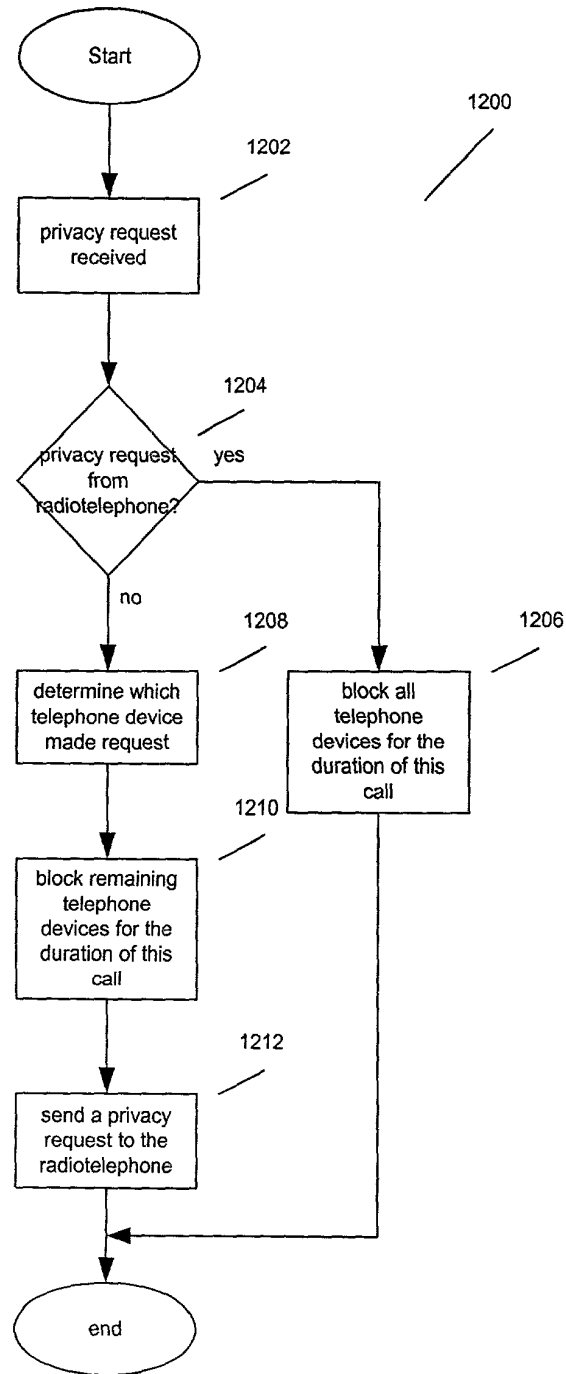 Start
1200
1202
privacy request
received
1204
privacy request
from
radiotelephone?
yes
no
1208
determine which
telephone device
made request
1206
block all
telephone
devices for the
duration of this
call
1210
block remaining
telephone
devices for the
duration of this
call
1212
send a privacy
request to the
radiotelephone
end